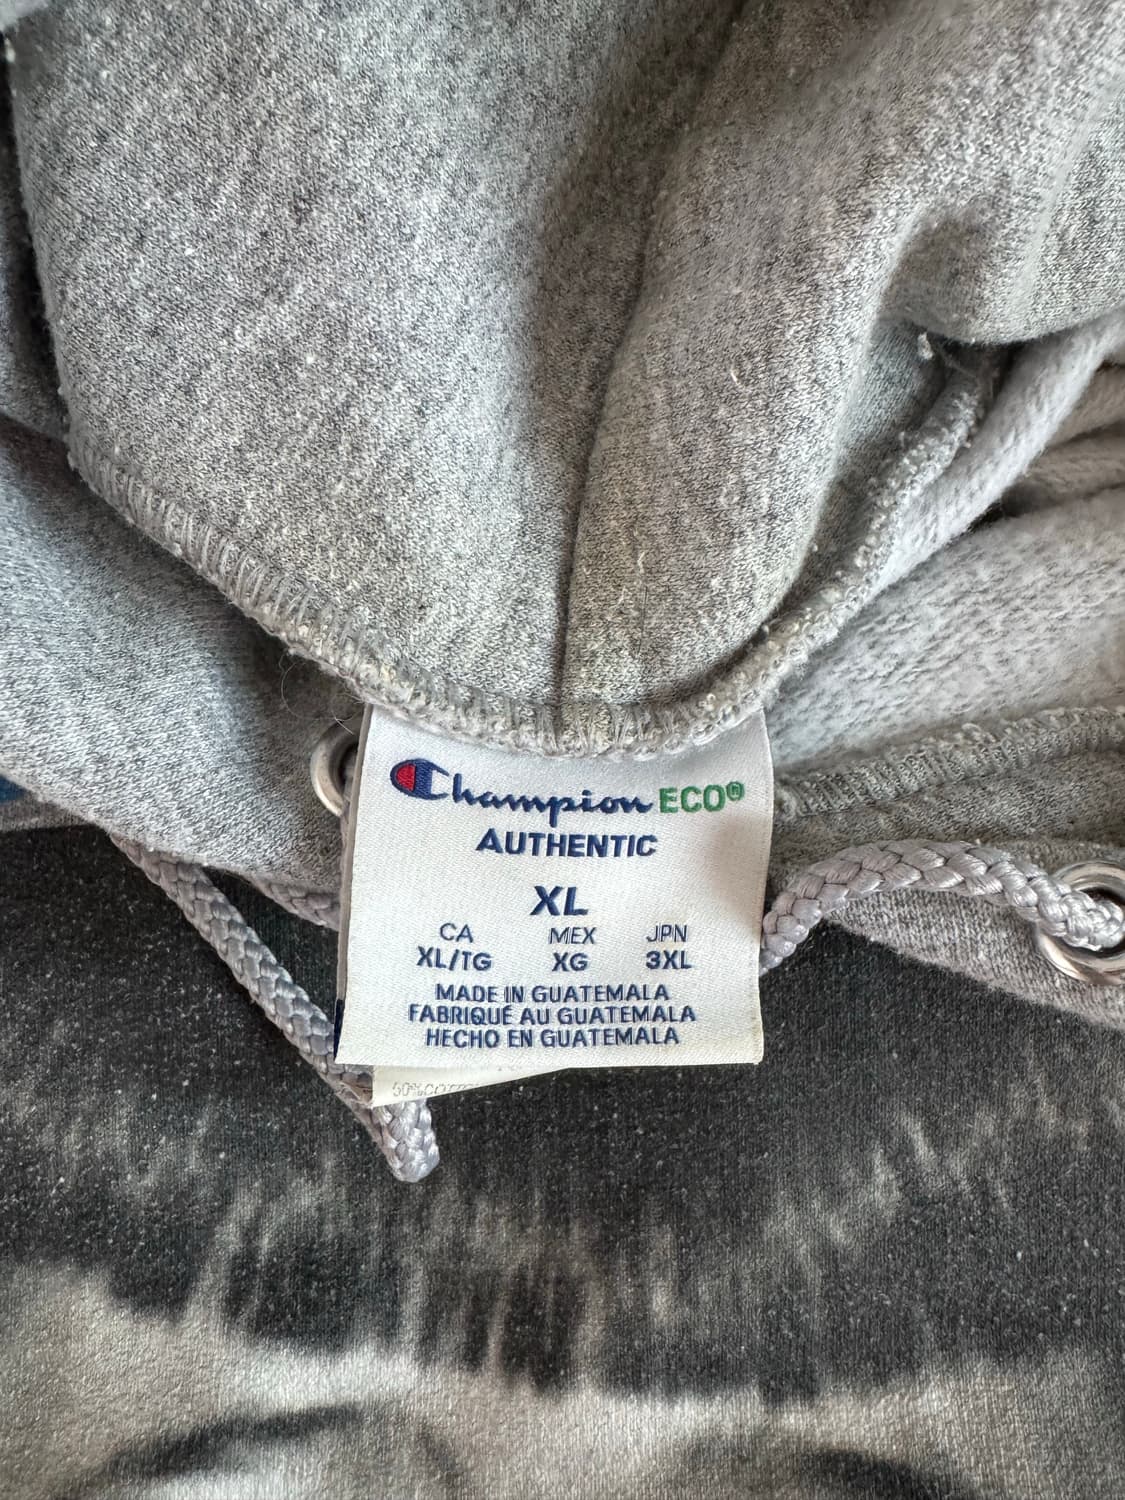 Champion ECO®
AUTHENTIC
XL
CA MEX JPN
XL/TG XG 3XL
MADE IN GUATEMALA
FABRIQUÉ AU GUATEMALA
HECHO EN GUATEMALA